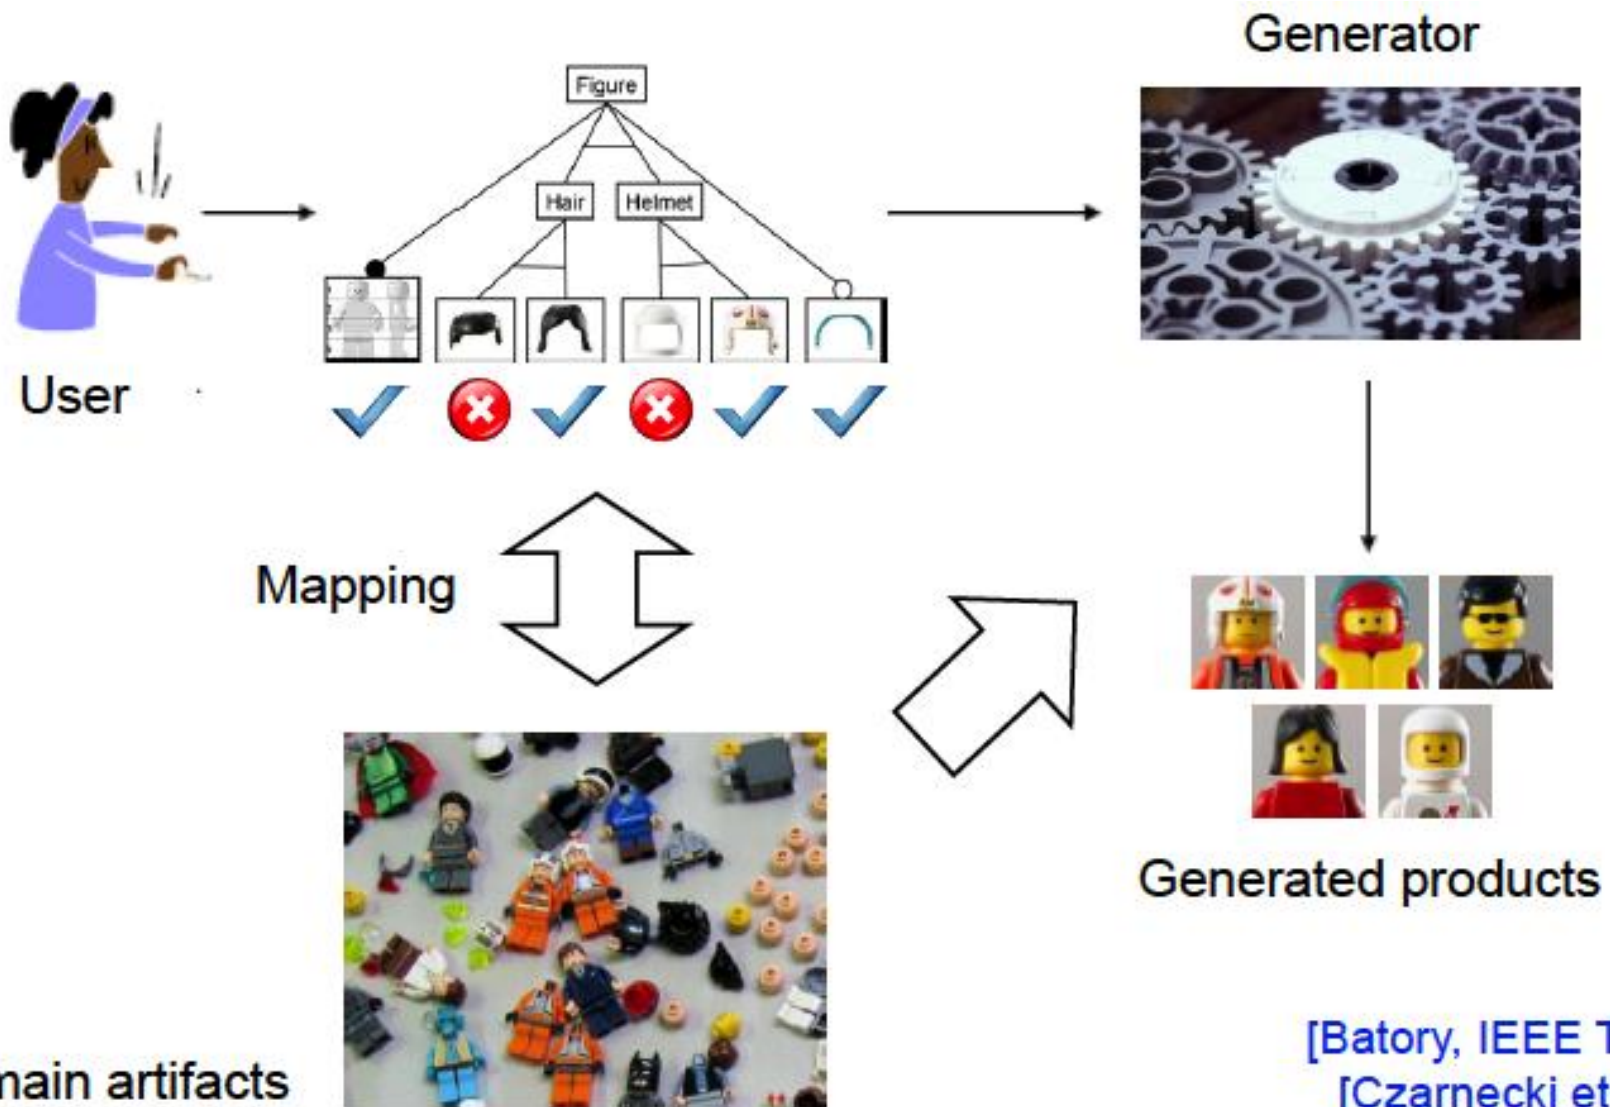 Generator
Figure
Hair
Helmet
User
Mapping
Generated products
main artifacts
[Batory, IEEE T
[Czarnecki et